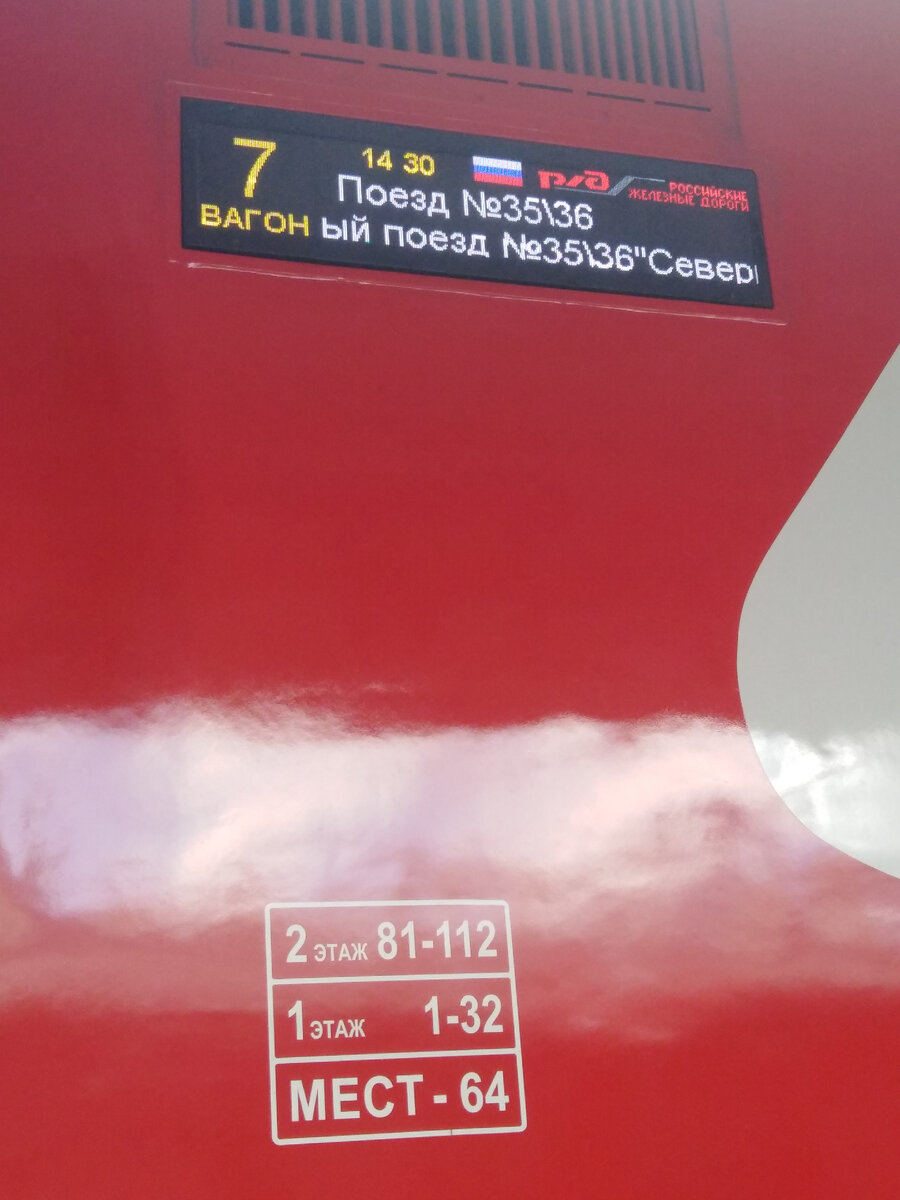 7 ВАГОН
14 30
РЖД РОССИЙСКИЕ
ЖЕЛЕЗНЫЕ ДОРОГИ
Поезд №35\36
ый поезд №35\36"Север
2 ЭТАЖ 81-112
1 ЭТАЖ 1-32
МЕСТ - 64